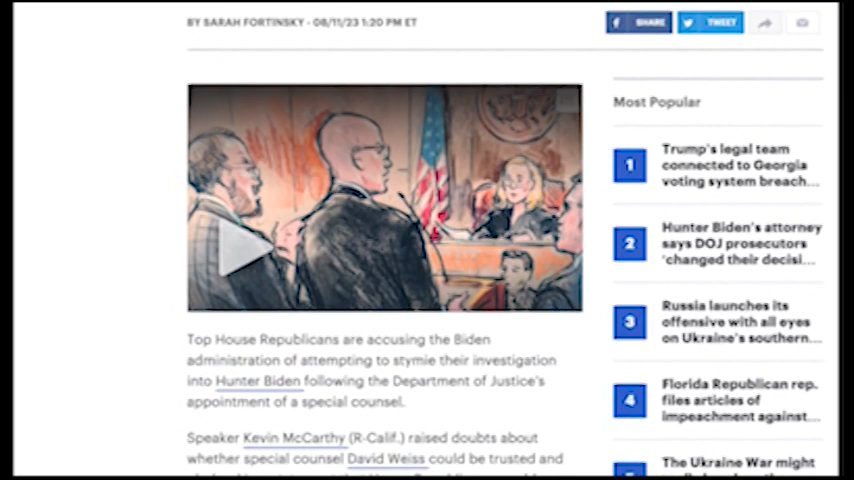 BY SARAH FORTINSKY - 08/11/23 1:20 PM ET
SHARE
TWEET
Most Popular
1
Trump's legal team
connected to Georgia
voting system breach...
2
Hunter Biden's attorney
says DOJ prosecutors
'changed their decisi...
3
Russia launches its
offensive with all eyes
on Ukraine's southern...
4
Florida Republican rep.
files articles of
impeachment against...
The Ukraine War might
Top House Republicans are accusing the Biden
administration of attempting to stymie their investigation
into Hunter Biden following the Department of Justice's
appointment of a special counsel.
Speaker Kevin McCarthy (R-Calif.) raised doubts about
whether special counsel David Weiss could be trusted and